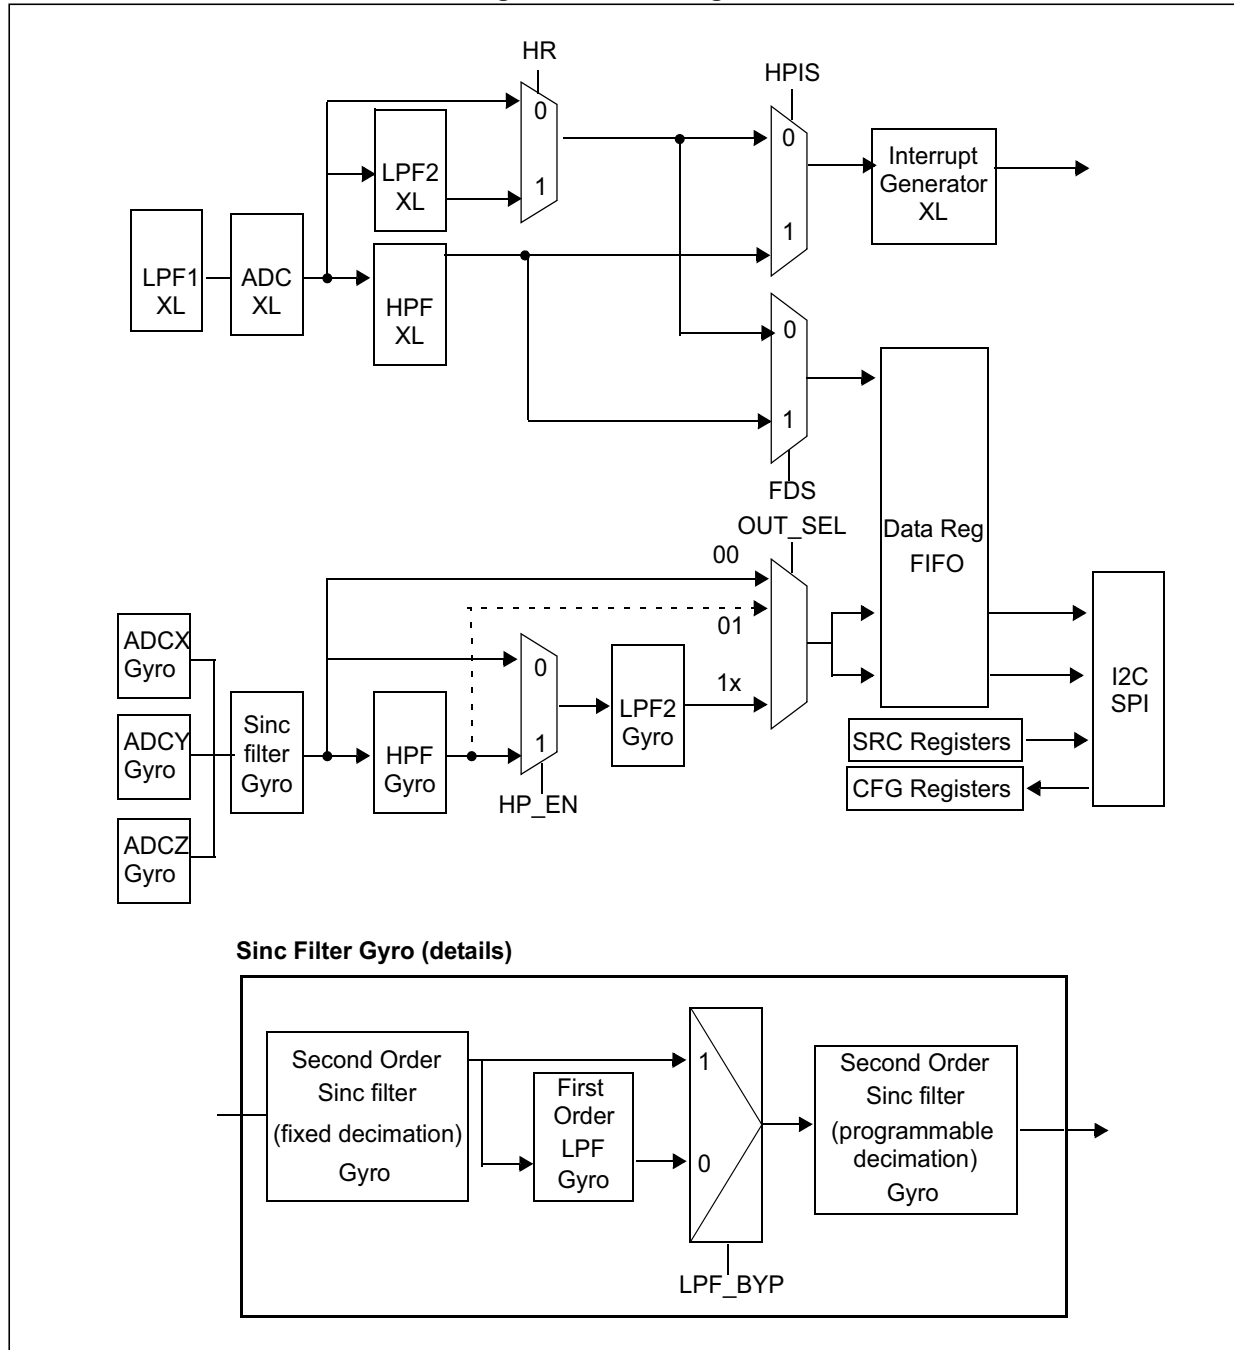 HR
HPIS
0
1
LPF2
XL
0
1
Interrupt
Generator
XL
LPF1
XL
ADC
XL
HPF
XL
0
1
FDS
OUT_SEL
00
01
1x
Data Reg
FIFO
ADCX
Gyro
ADCY
Gyro
ADCZ
Gyro
Sinc
filter
Gyro
HPF
Gyro
0
1
HP_EN
LPF2
Gyro
SRC Registers
CFG Registers
I2C
SPI
Sinc Filter Gyro (details)
Second Order
Sinc filter
(fixed decimation)
Gyro
First
Order
LPF
Gyro
1
0
LPF_BYP
Second Order
Sinc filter
(programmable
decimation)
Gyro